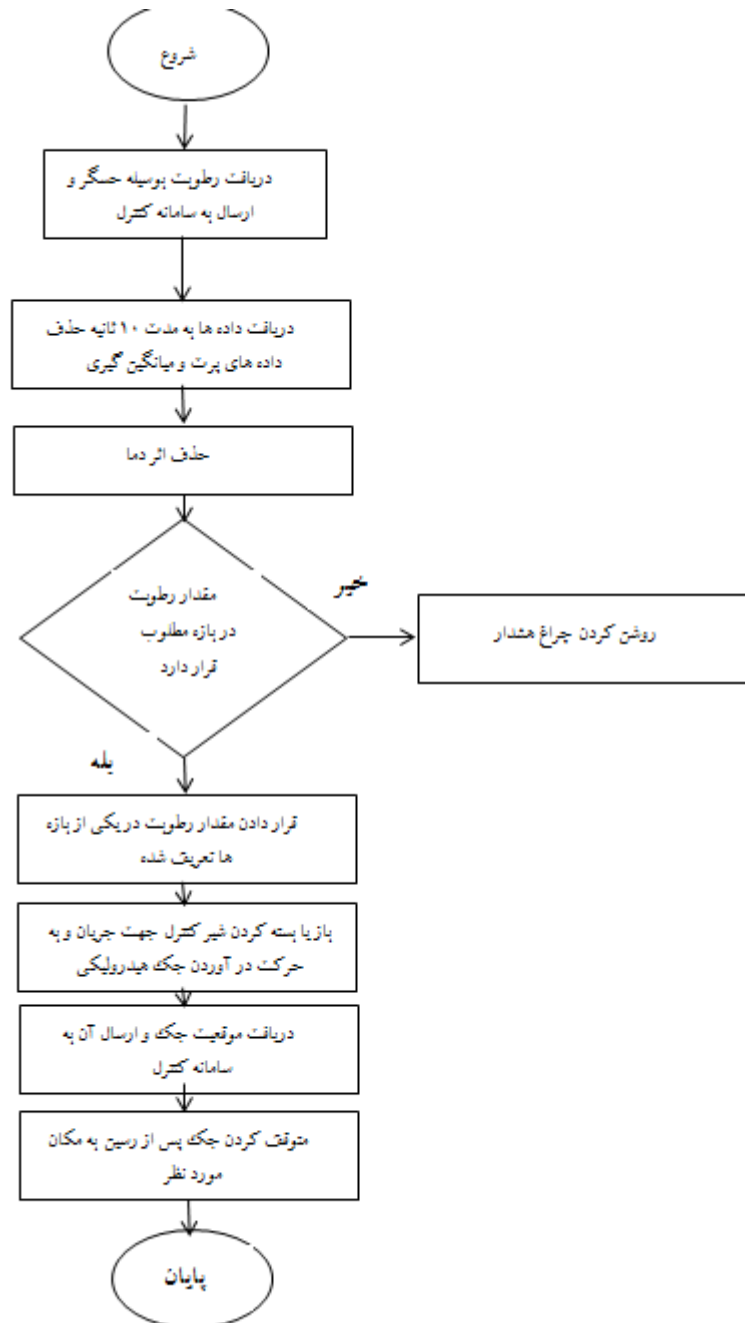 شروع
دریافت رطوبت بوسیله حسگر و
ارسال به سامانه کنترل
دریافت داده ها به مدت ۱۰ ثانیه حذف
داده های پرت و میانگین گیری
حذف اثر دما
مقدار رطوبت
در بازه مطلوب
قرار دارد
خیر
روشن کردن چراغ هشدار
بله
قرار دادن مقدار رطوبت در یکی از بازه
ها تعریف شده
باز یا بسته کردن شیر کنترل جهت جریان و به
حرکت در آوردن جک هیدرولیکی
دریافت موقعیت جک و ارسال آن به
سامانه کنترل
متوقف کردن جک پس از رسین به مکان
مورد نظر
پایان